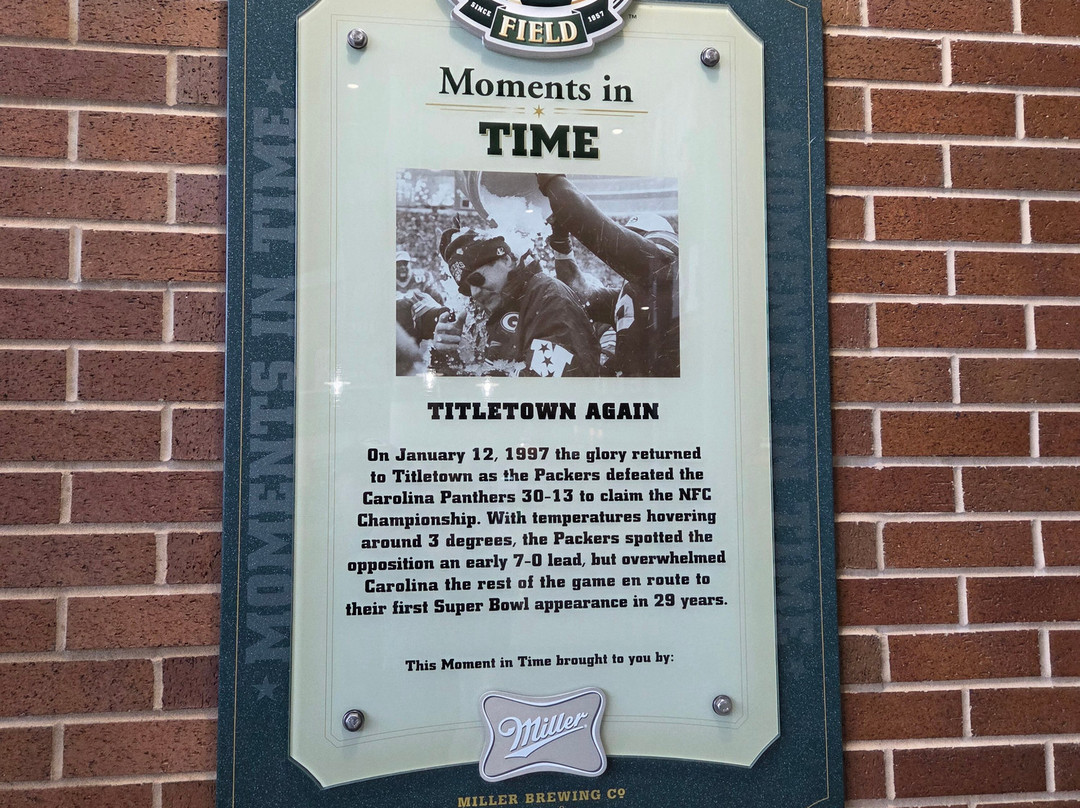 SINCE 1957
FIELD
™
Moments in
TIME
TITLETOWN AGAIN
On January 12, 1997 the glory returned
to Titletown as the Packers defeated the
Carolina Panthers 30-13 to claim the NFC
Championship. With temperatures hovering
around 3 degrees, the Packers spotted the
opposition an early 7-0 lead, but overwhelmed
Carolina the rest of the game en route to
their first Super Bowl appearance in 29 years.
This Moment in Time brought to you by:
Miller
MILLER BREWING Cº
MOMENTS IN TIME
MOMENTS IN TIME
G